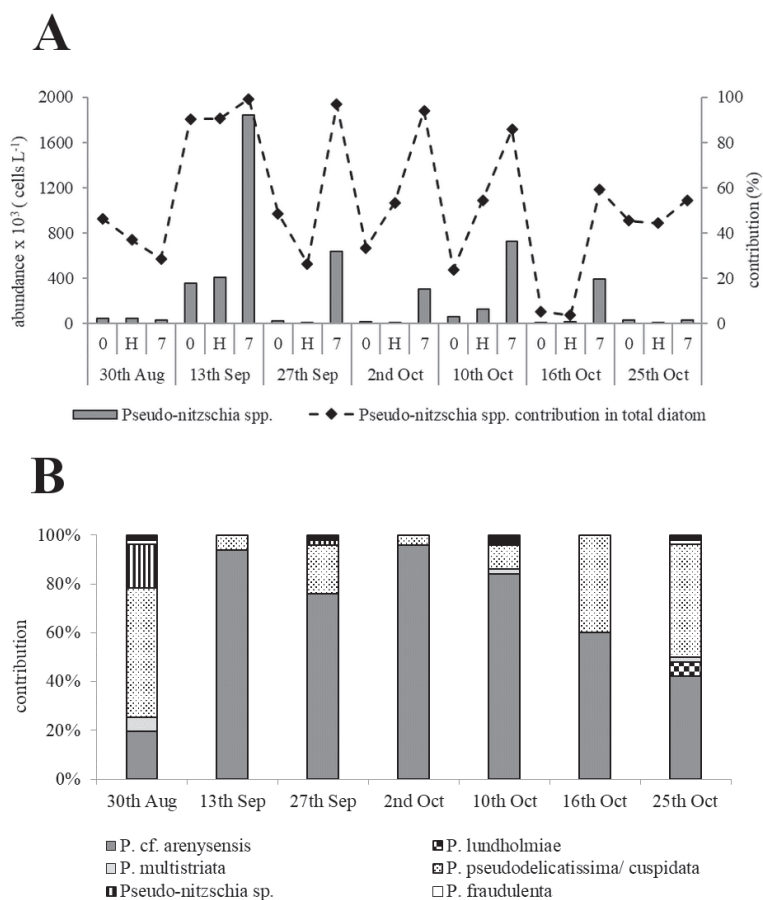 A
2000 100
1600 80
1200 60
800 40
400 20
0 0
abundance x 10³ ( cells L⁻¹)
contribution (%)
0 H 7 0 H 7 0 H 7 0 H 7 0 H 7 0 H 7 0 H 7
30th Aug 13th Sep 27th Sep 2nd Oct 10th Oct 16th Oct 25th Oct
Pseudo-nitzschia spp. Pseudo-nitzschia spp. contribution in total diatom
B
100%
80%
60%
40%
20%
0%
contribution
30th Aug 13th Sep 27th Sep 2nd Oct 10th Oct 16th Oct 25th Oct
P. cf. arenysensis P. lundholmiae
P. multistriata P. pseudodelicatissima/ cuspidata
Pseudo-nitzschia sp. P. fraudulenta